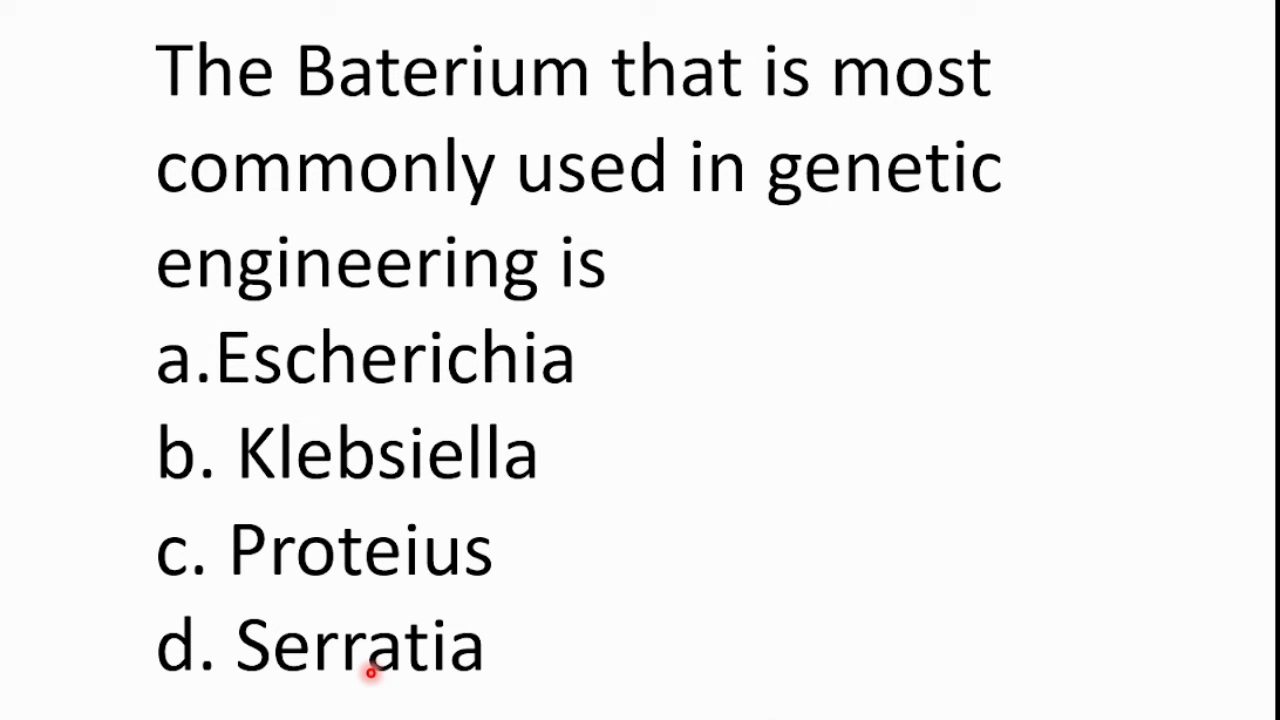 The Baterium that is most
commonly used in genetic
engineering is
a.Escherichia
b. Klebsiella
c. Proteius
d. Serratia